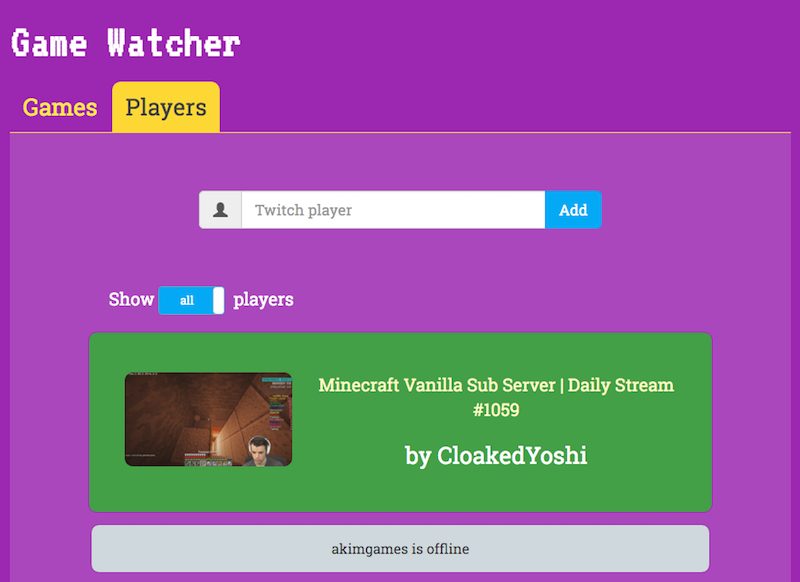 Game Watcher
Games
Players
Twitch player
Add
Show all players
Minecraft Vanilla Sub Server | Daily Stream
#1059
by CloakedYoshi
akimgames is offline